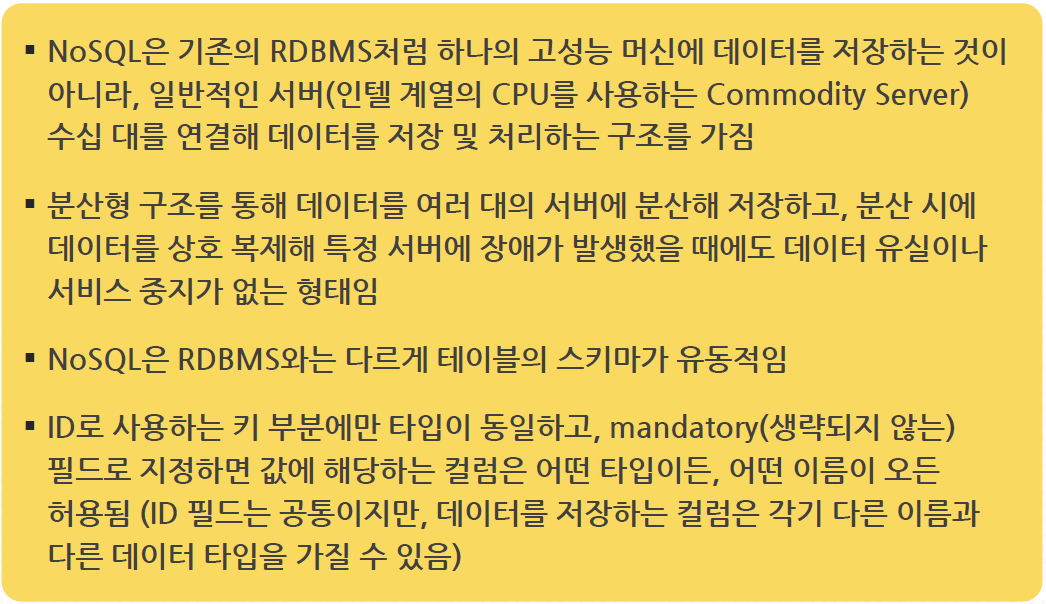 ▪ NoSQL은 기존의 RDBMS처럼 하나의 고성능 머신에 데이터를 저장하는 것이
아니라, 일반적인 서버(인텔 계열의 CPU를 사용하는 Commodity Server)
수십 대를 연결해 데이터를 저장 및 처리하는 구조를 가짐
▪ 분산형 구조를 통해 데이터를 여러 대의 서버에 분산해 저장하고, 분산 시에
데이터를 상호 복제해 특정 서버에 장애가 발생했을 때에도 데이터 유실이나
서비스 중지가 없는 형태임
▪ NoSQL은 RDBMS와는 다르게 테이블의 스키마가 유동적임
▪ ID로 사용하는 키 부분에만 타입이 동일하고, mandatory(생략되지 않는)
필드로 지정하면 값에 해당하는 컬럼은 어떤 타입이든, 어떤 이름이 오든
허용됨 (ID 필드는 공통이지만, 데이터를 저장하는 컬럼은 각기 다른 이름과
다른 데이터 타입을 가질 수 있음)